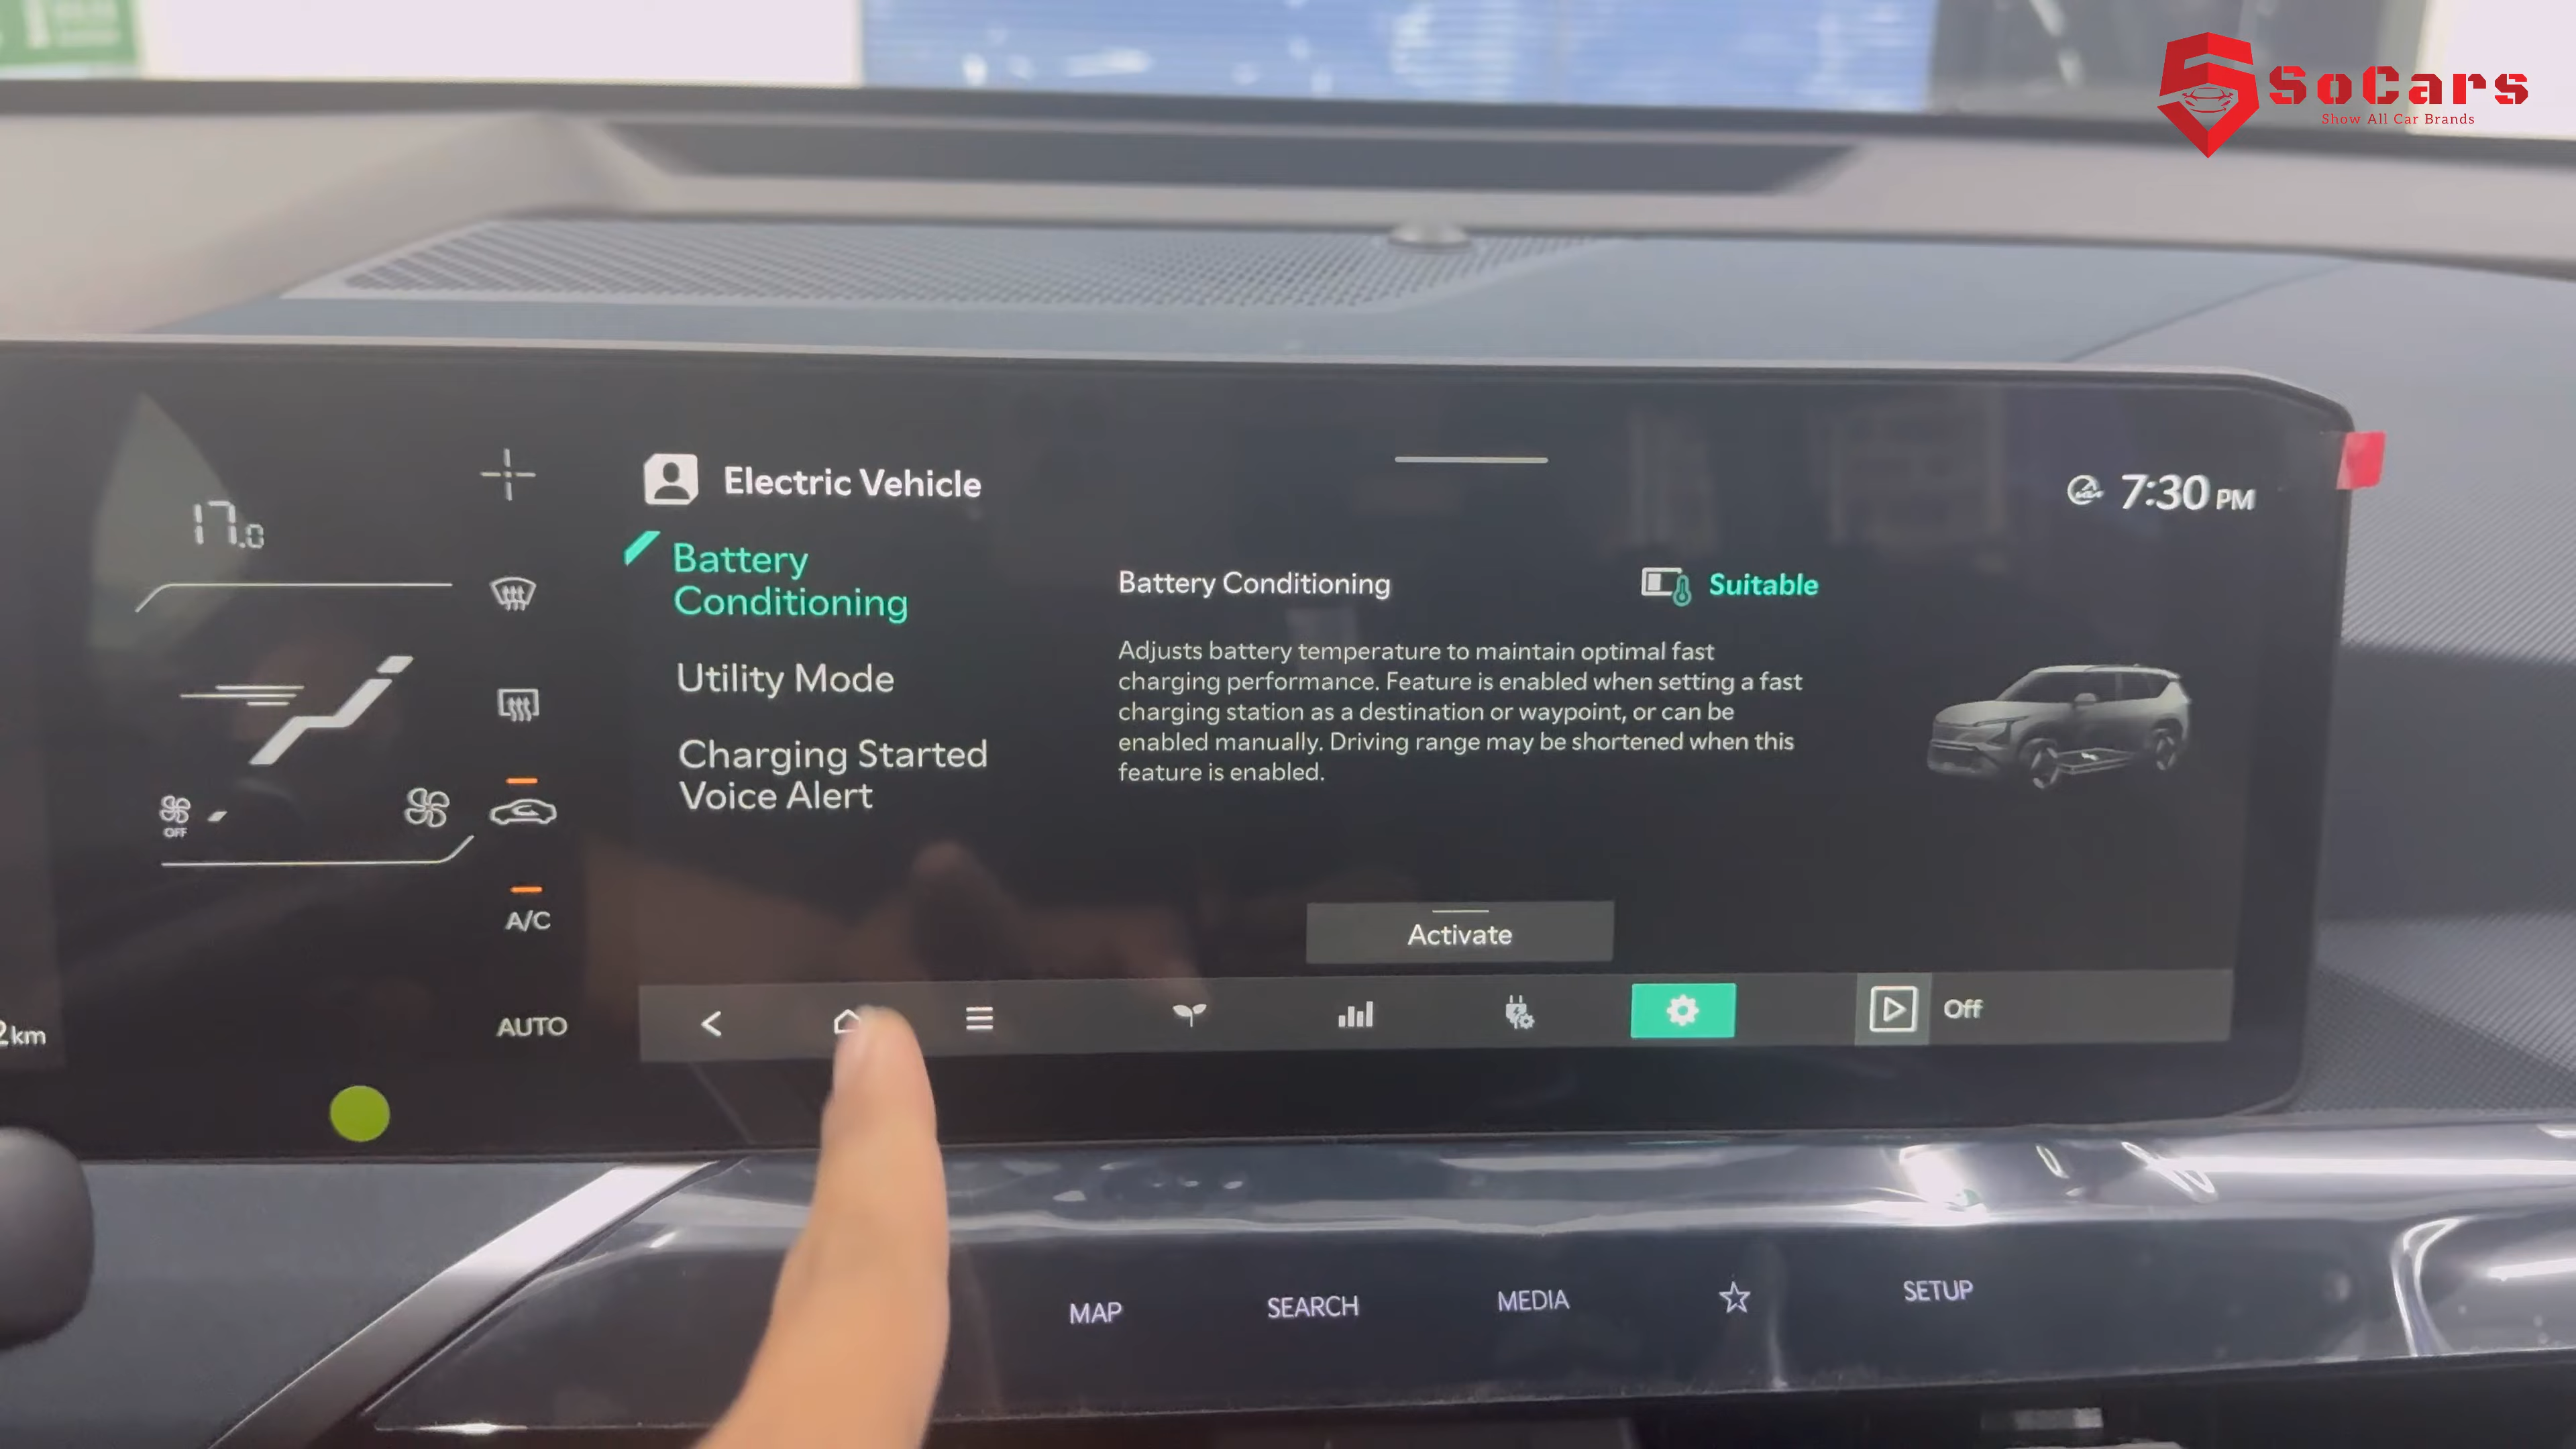 SoCars
Show All Car Brands
17.0
OFF
A/C
AUTO
2km
Electric Vehicle
7:30 PM
Battery
Conditioning
Utility Mode
Charging Started
Voice Alert
Battery Conditioning
Suitable
Adjusts battery temperature to maintain optimal fast
charging performance. Feature is enabled when setting a fast
charging station as a destination or waypoint, or can be
enabled manually. Driving range may be shortened when this
feature is enabled.
Activate
Off
MAP
SEARCH
MEDIA
SETUP